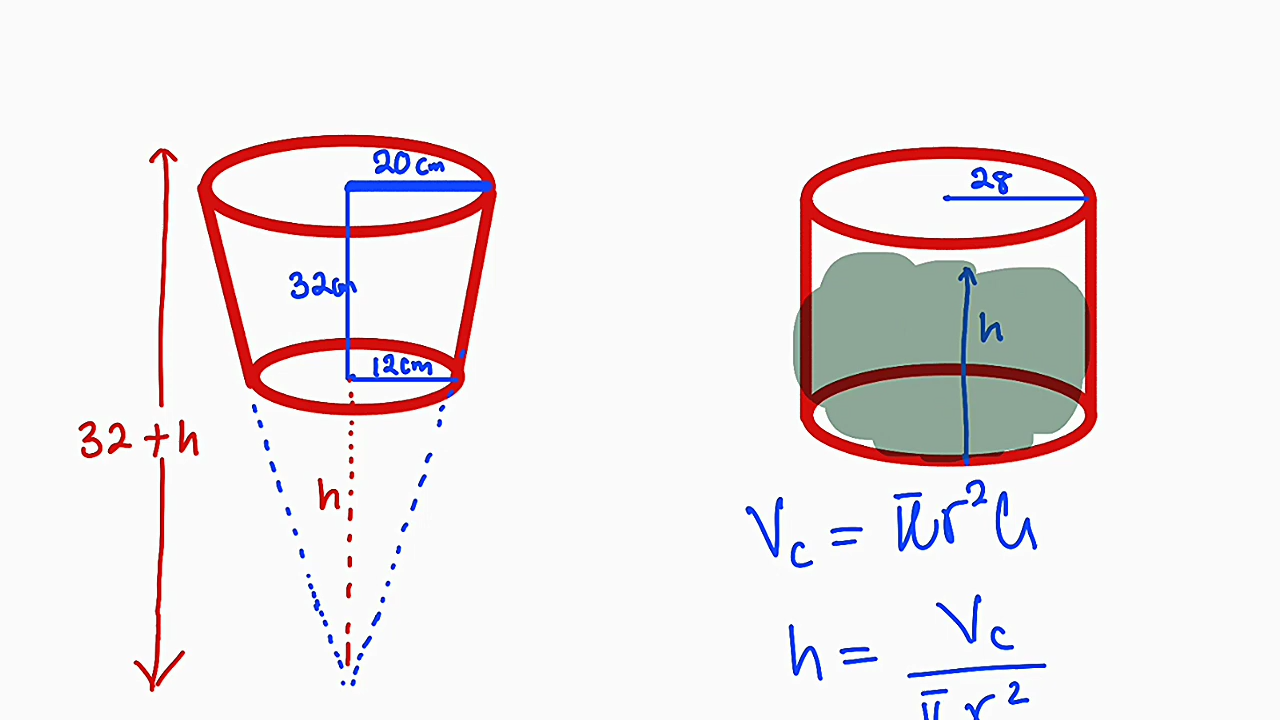 20cm
32cm
12cm
32+h
h
28
h
Vc = πr²h
h = Vc
πr²